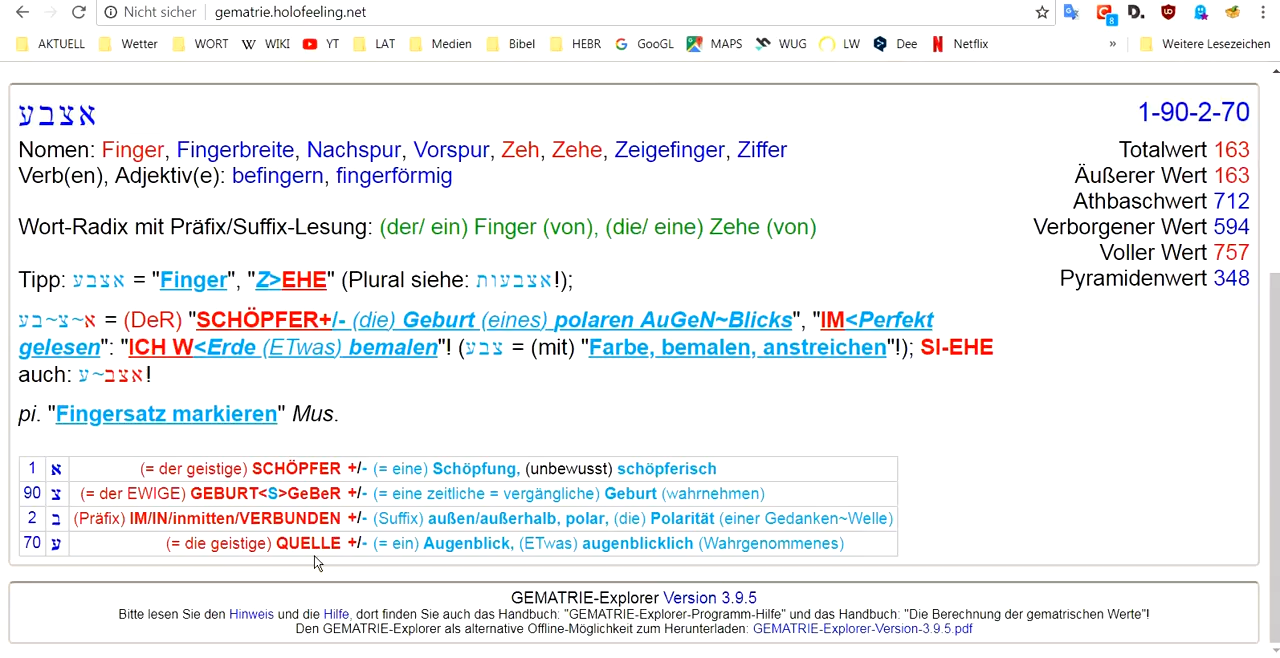 Nicht sicher gematrie.holofeeling.net
AKTUELL Wetter WORT WIKI YT LAT Medien Bibel HEBR GooGL MAPS WUG LW Dee Netflix » Weitere Lesezeichen
אצבע 1-90-2-70
Nomen: Finger, Fingerbreite, Nachspur, Vorspur, Zeh, Zehe, Zeigefinger, Ziffer Totalwert 163
Verb(en), Adjektiv(e): befingern, fingerförmig Äußerer Wert 163
Athbaschwert 712
Wort-Radix mit Präfix/Suffix-Lesung: (der/ ein) Finger (von), (die/ eine) Zehe (von) Verborgener Wert 594
Voller Wert 757
Tipp: אצבע = "Finger", "Z>EHE" (Plural siehe: אצבעות!); Pyramidenwert 348
א~צ~בע = (DeR) "SCHÖPFER+/- (die) Geburt (eines) polaren AuGeN~Blicks", "IM<Perfekt
gelesen": "ICH W<Erde (ETwas) bemalen"! (צבע = (mit) "Farbe, bemalen, anstreichen"!); SI-EHE
auch: אצב~ע!
pi. "Fingersatz markieren" Mus.
1 א (= der geistige) SCHÖPFER +/- (= eine) Schöpfung, (unbewusst) schöpferisch
90 צ (= der EWIGE) GEBURT<S>GeBeR +/- (= eine zeitliche = vergängliche) Geburt (wahrnehmen)
2 ב (Präfix) IM/IN/inmitten/VERBUNDEN +/- (Suffix) außen/außerhalb, polar, (die) Polarität (einer Gedanken~Welle)
70 ע (= die geistige) QUELLE +/- (= ein) Augenblick, (ETwas) augenblicklich (Wahrgenommenes)
GEMATRIE-Explorer Version 3.9.5
Bitte lesen Sie den Hinweis und die Hilfe, dort finden Sie auch das Handbuch: "GEMATRIE-Explorer-Programm-Hilfe" und das Handbuch: "Die Berechnung der gematrischen Werte"!
Den GEMATRIE-Explorer als alternative Offline-Möglichkeit zum Herunterladen: GEMATRIE-Explorer-Version-3.9.5.pdf